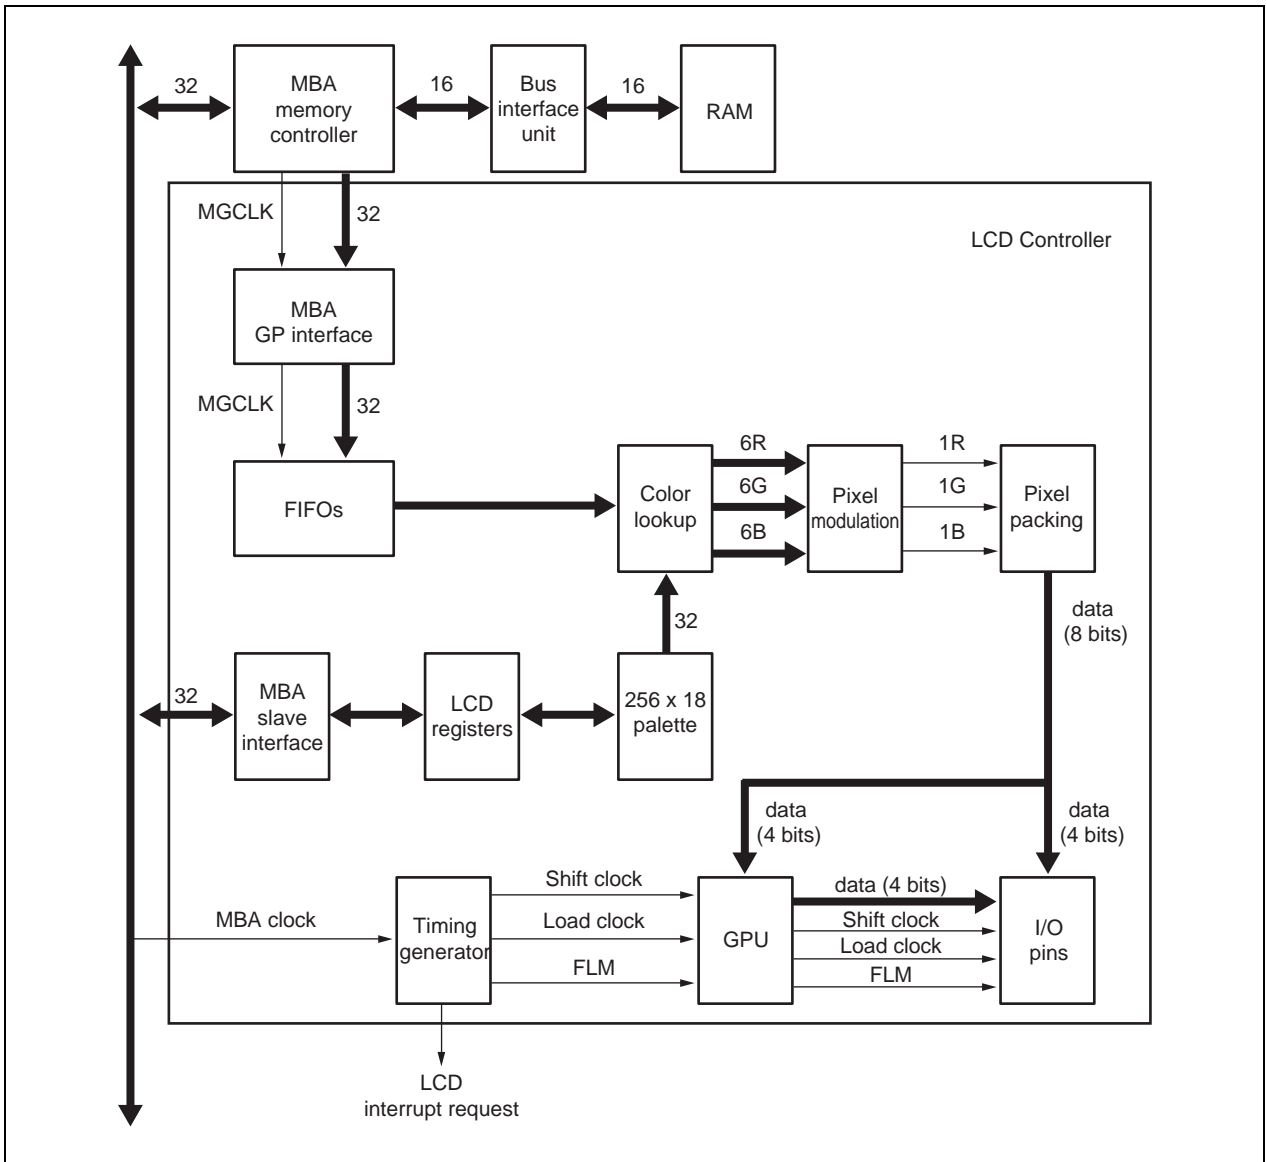 32
MBA
memory
controller
16
Bus
interface
unit
16
RAM
MGCLK
32
LCD Controller
MBA
GP interface
MGCLK
32
FIFOs
Color
lookup
6R
6G
6B
Pixel
modulation
1R
1G
1B
Pixel
packing
32
data
(8 bits)
32
MBA
slave
interface
LCD
registers
256 x 18
palette
data
(4 bits)
data
(4 bits)
MBA clock
Timing
generator
Shift clock
Load clock
FLM
GPU
data (4 bits)
Shift clock
Load clock
FLM
I/O
pins
LCD
interrupt request